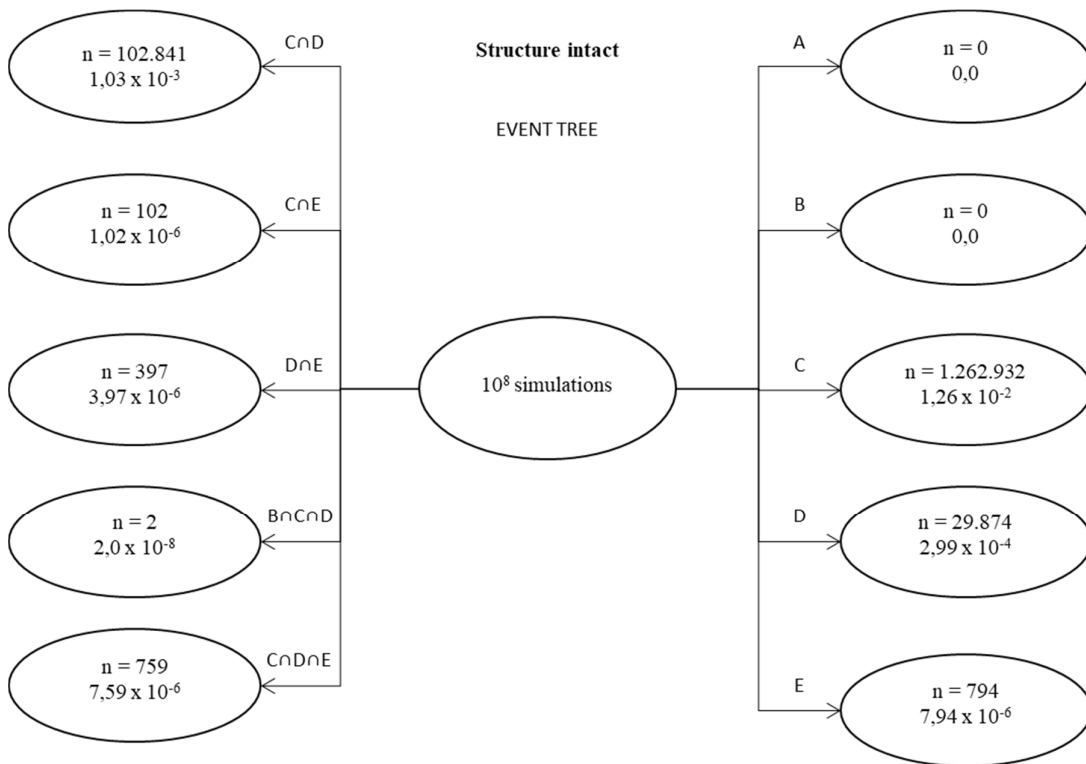 Structure intact
EVENT TREE
C∩D
n = 102.841
1,03 x 10⁻³
C∩E
n = 102
1,02 x 10⁻⁶
D∩E
n = 397
3,97 x 10⁻⁶
B∩C∩D
n = 2
2,0 x 10⁻⁸
C∩D∩E
n = 759
7,59 x 10⁻⁶
10⁸ simulations
A
n = 0
0,0
B
n = 0
0,0
C
n = 1.262.932
1,26 x 10⁻²
D
n = 29.874
2,99 x 10⁻⁴
E
n = 794
7,94 x 10⁻⁶